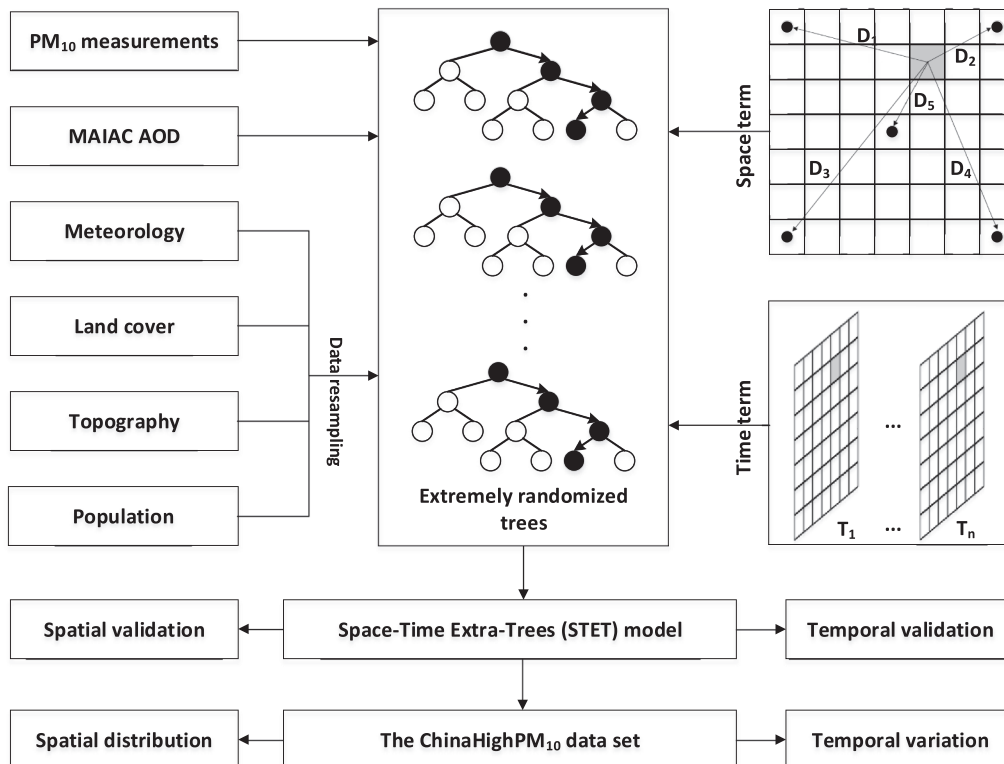 PM₁₀ measurements
MAIAC AOD
Meteorology
Land cover
Topography
Population
Data resampling
Extremely randomized
trees
Space term
D₁
D₂
D₅
D₃
D₄
Time term
...
T₁ ... Tₙ
Spatial validation
Space-Time Extra-Trees (STET) model
Temporal validation
Spatial distribution
The ChinaHighPM₁₀ data set
Temporal variation